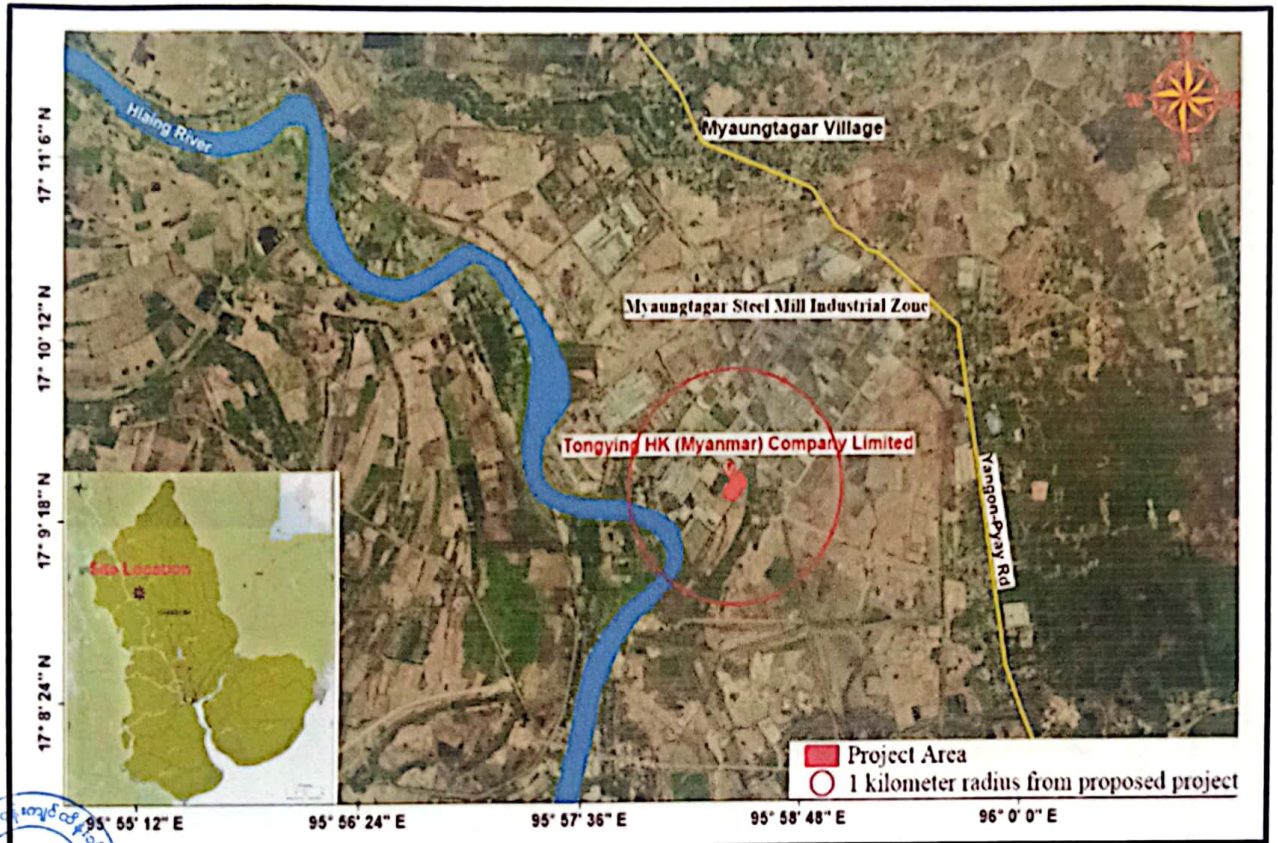 Hlaing River
Myaungtagar Village
Myaungtagar Steel Mill Industrial Zone
Tongying HK (Myanmar) Company Limited
Yangon-Pyay Rd
Site Location
17° 11' 6" N
17° 10' 12" N
17° 9' 18" N
17° 8' 24" N
Project Area
1 kilometer radius from proposed project
95° 55' 12" E
95° 56' 24" E
95° 57' 36" E
95° 58' 48" E
96° 0' 0" E